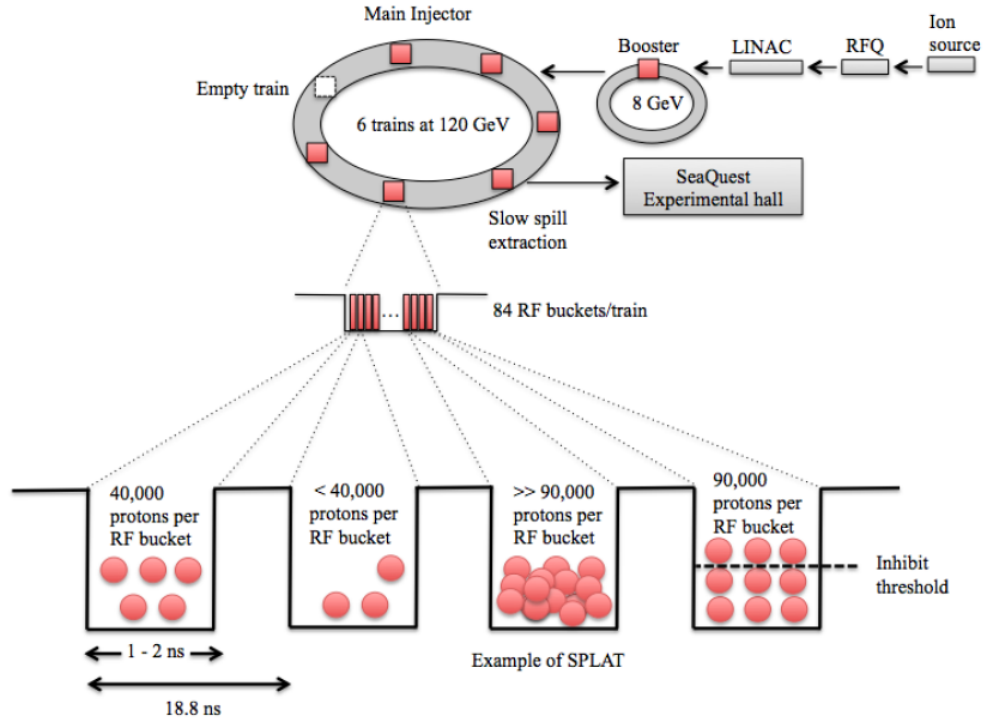 Main Injector
Ion
source
Booster
LINAC
RFQ
Empty train
8 GeV
6 trains at 120 GeV
SeaQuest
Experimental hall
Slow spill
extraction
...
84 RF buckets/train
40,000
protons per
RF bucket
< 40,000
protons per
RF bucket
>> 90,000
protons per
RF bucket
90,000
protons per
RF bucket
Inhibit
threshold
1 - 2 ns
Example of SPLAT
18.8 ns